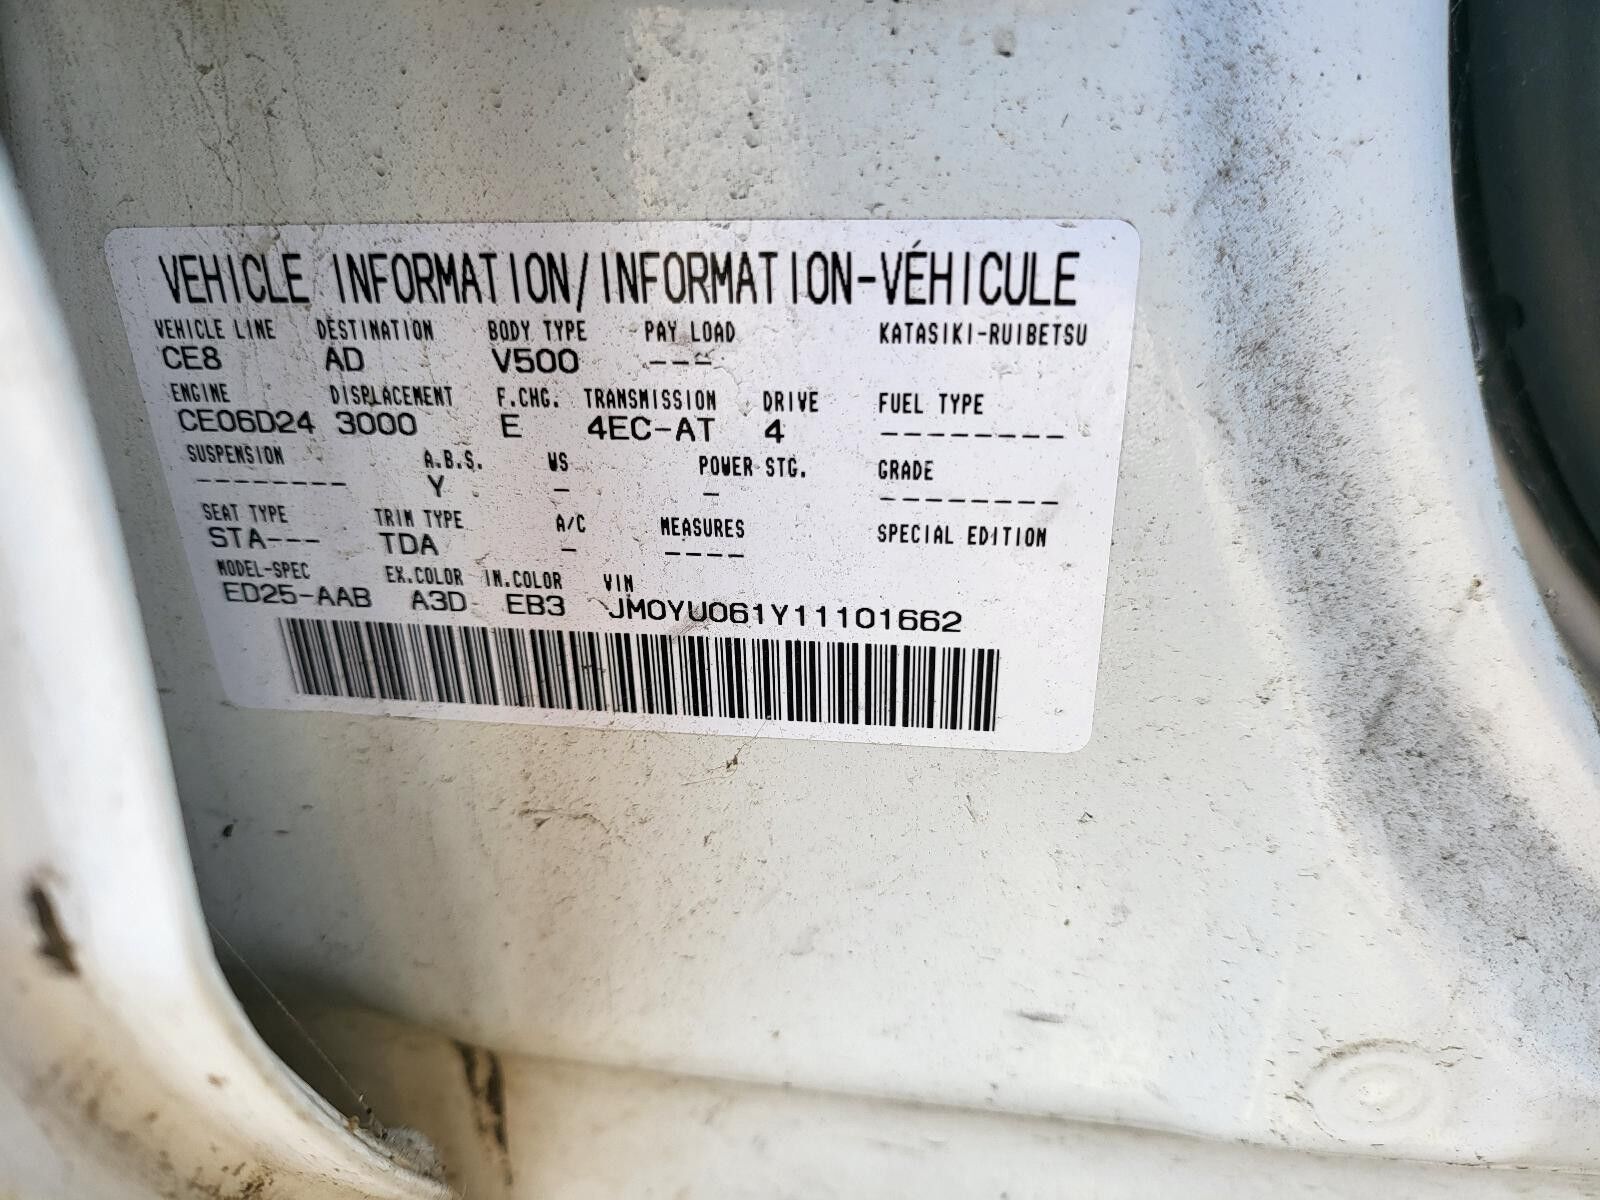 VEHICLE INFORMATION/INFORMATION-VÉHICULE
VEHICLE LINE DESTINATION BODY TYPE PAY LOAD KATASIKI-RUIBETSU
CE8 AD V500 ---
ENGINE DISPLACEMENT F.CHG. TRANSMISSION DRIVE FUEL TYPE
CE06D24 3000 E 4EC-AT 4 --------
SUSPENSION A.B.S. WS POWER STG. GRADE
-------- Y - - --------
SEAT TYPE TRIM TYPE A/C MEASURES SPECIAL EDITION
STA--- TDA - ----
MODEL-SPEC EX.COLOR IN.COLOR VIN
ED25-AAB A3D EB3 JM0YU061Y11101662